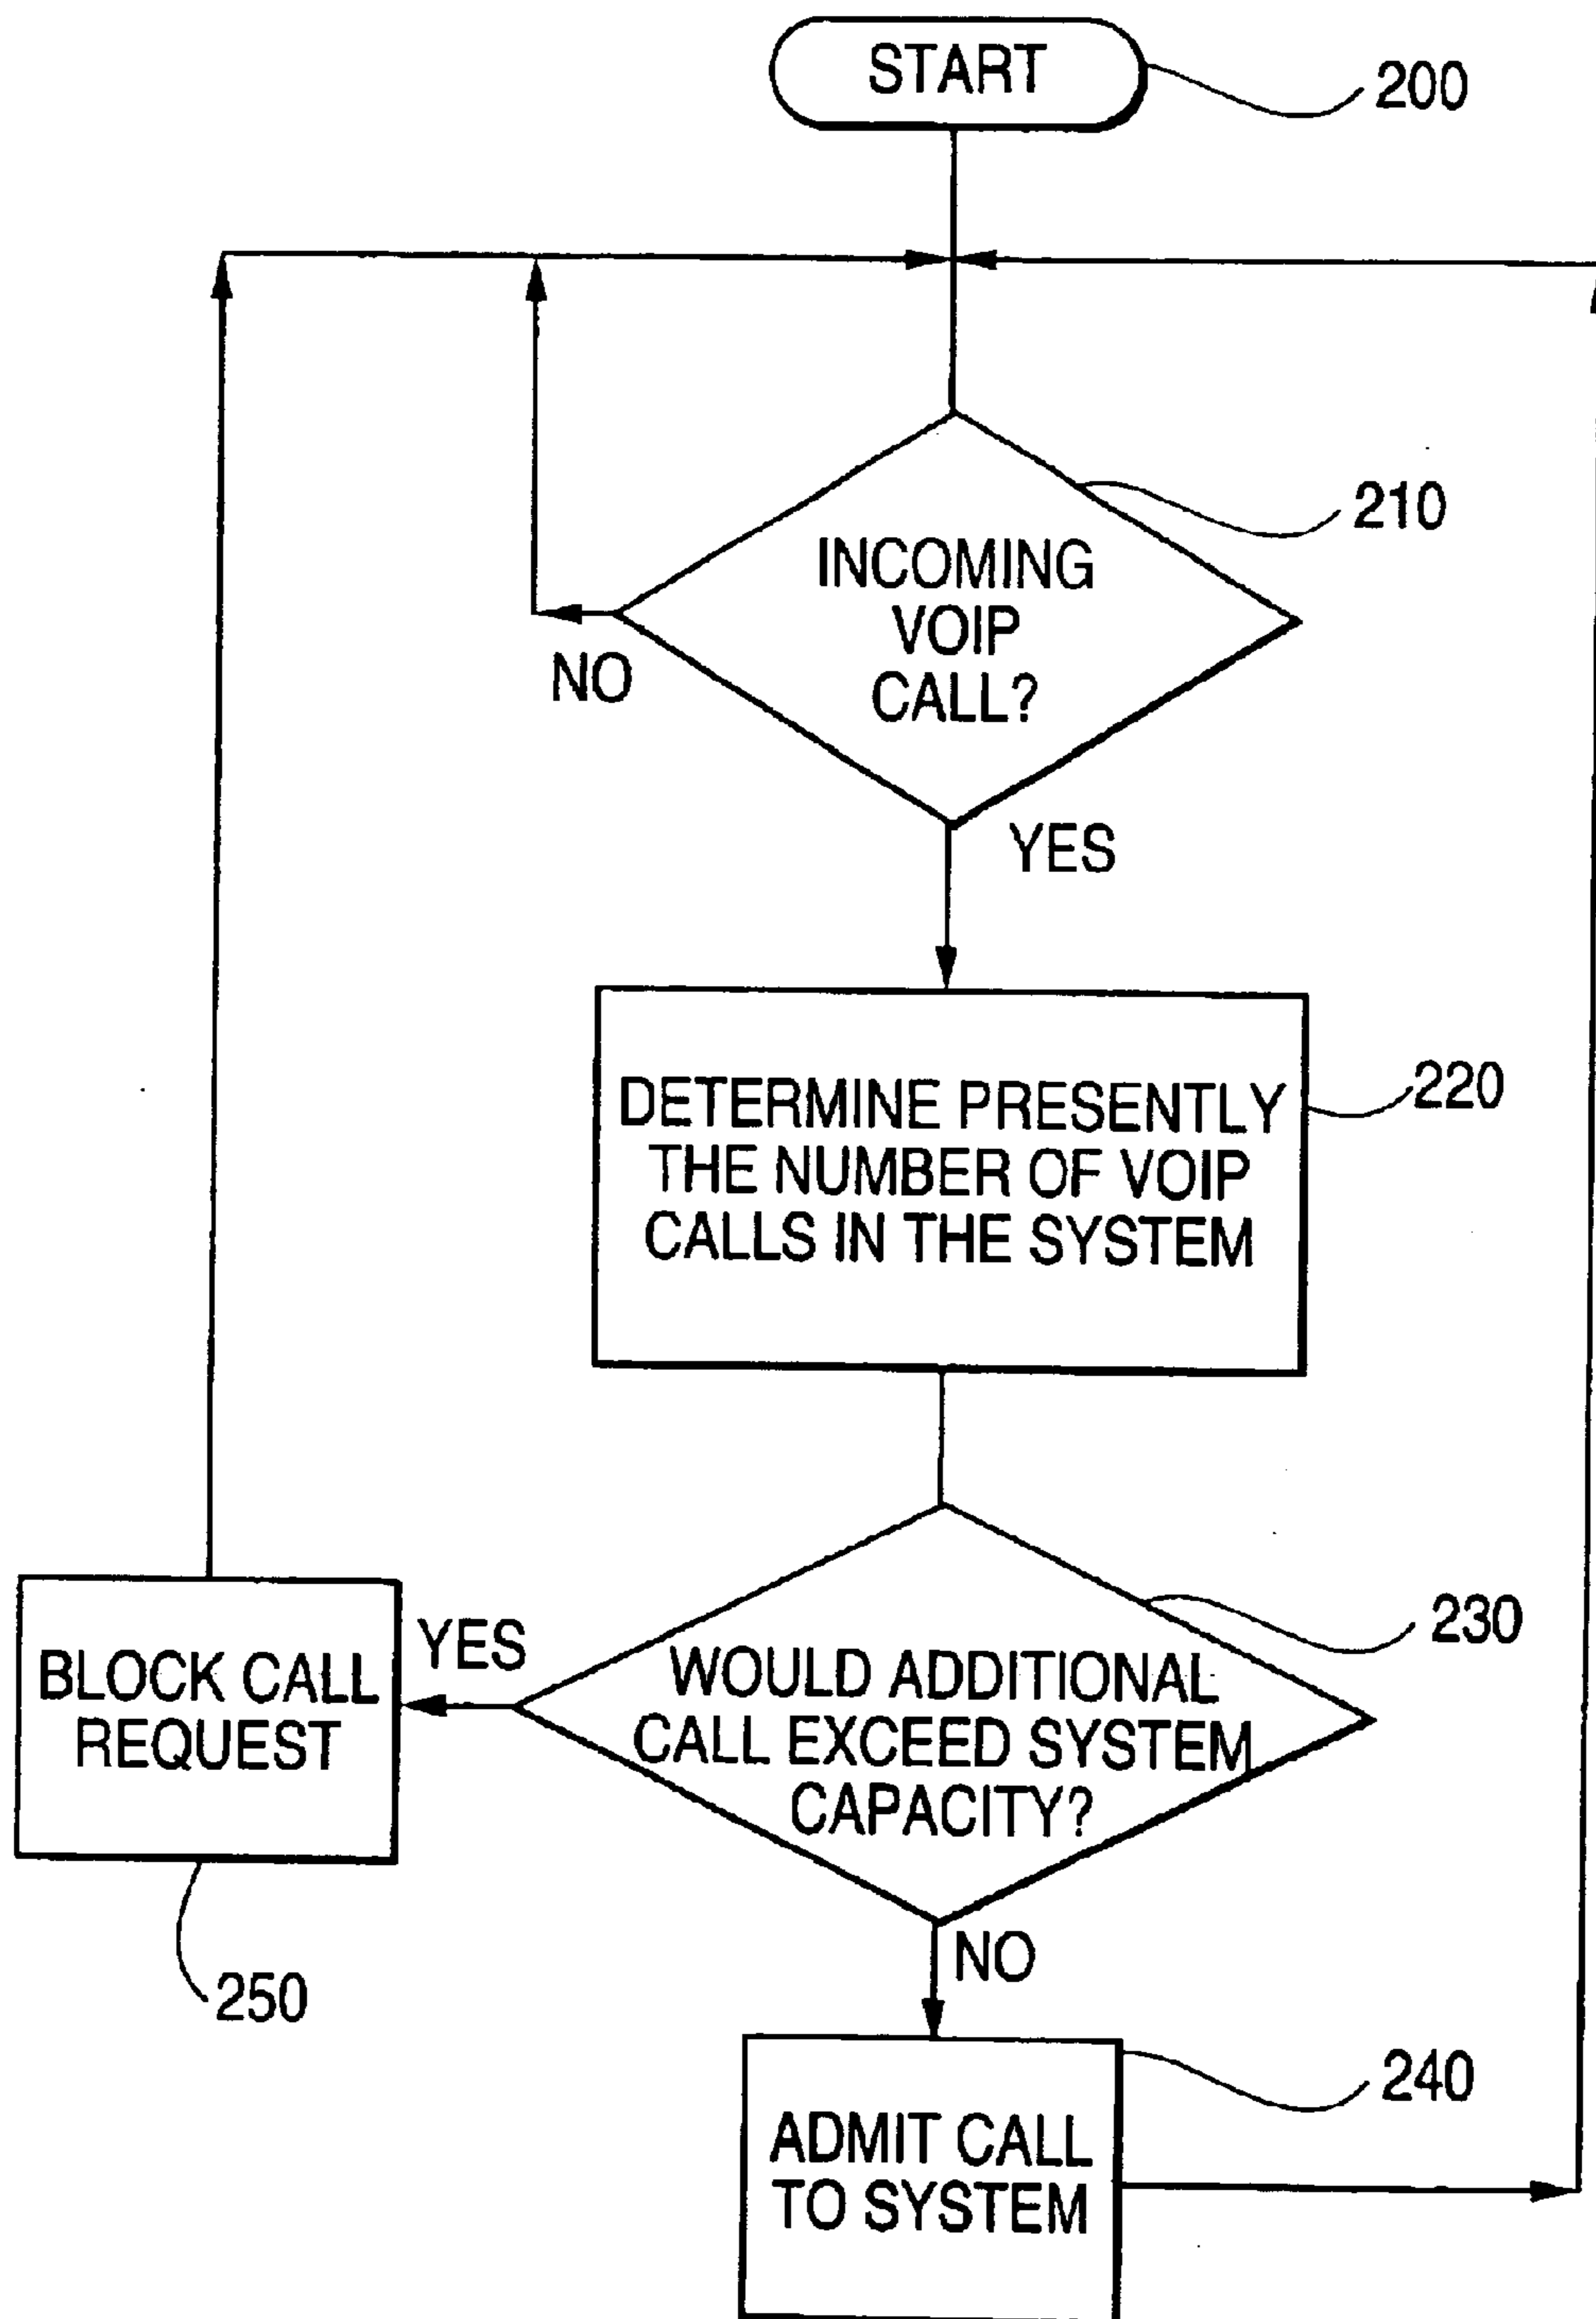 START
200
210
INCOMING
VOIP
CALL?
NO
YES
220
DETERMINE PRESENTLY
THE NUMBER OF VOIP
CALLS IN THE SYSTEM
230
YES
BLOCK CALL
REQUEST
WOULD ADDITIONAL
CALL EXCEED SYSTEM
CAPACITY?
NO
250
240
ADMIT CALL
TO SYSTEM